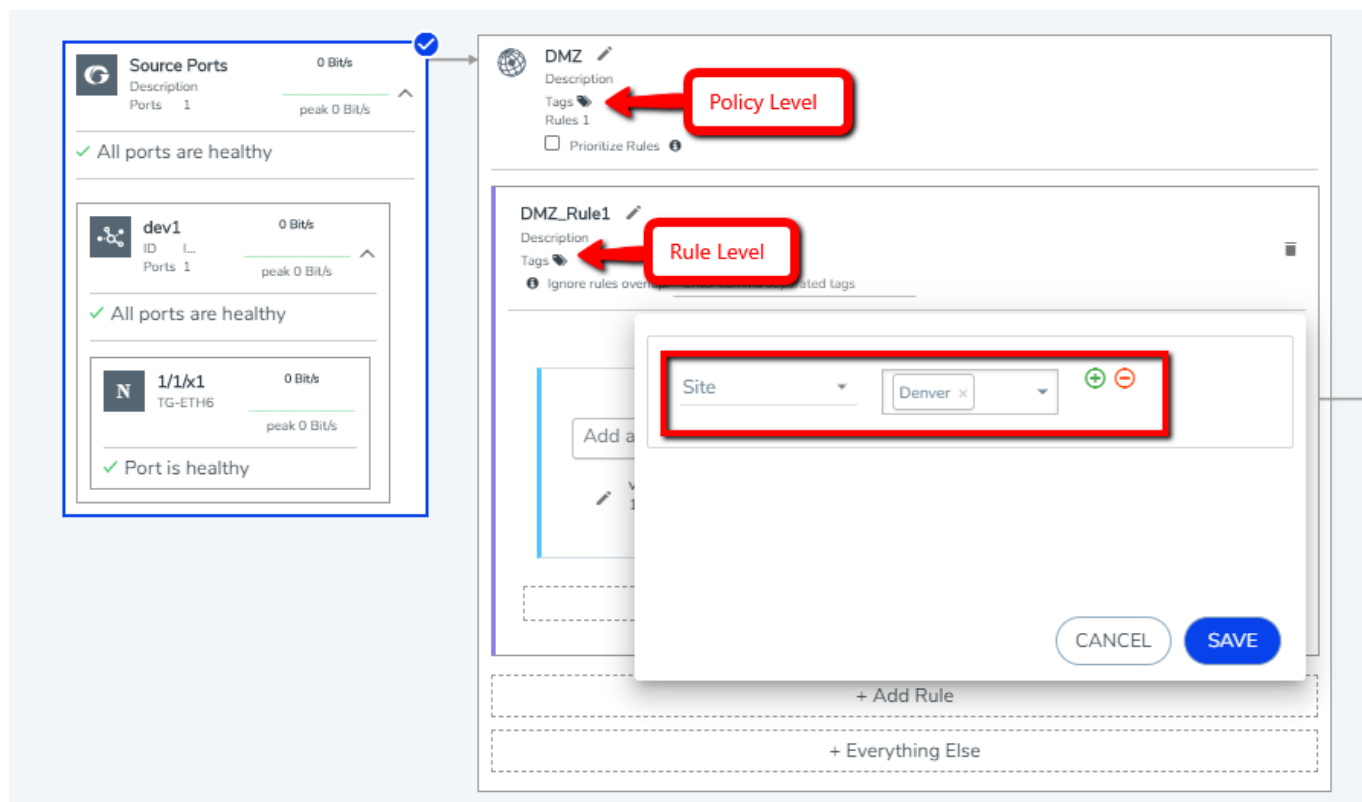 Source Ports
0 Bit/s
Description
Ports 1
peak 0 Bit/s
All ports are healthy
dev1
0 Bit/s
ID I...
Ports 1
peak 0 Bit/s
All ports are healthy
N
1/1/x1
0 Bit/s
TG-ETH6
peak 0 Bit/s
Port is healthy
DMZ
Description
Tags
Policy Level
Rules 1
Prioritize Rules
DMZ_Rule1
Description
Tags
Rule Level
Ignore rules tags
Site
Denver ×
Add a
1
CANCEL
SAVE
+ Add Rule
+ Everything Else